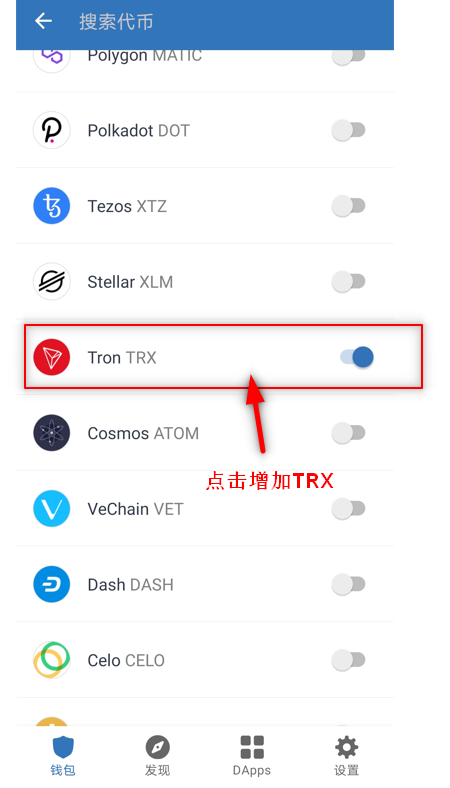 搜索代币
Polygon MATIC
Polkadot DOT
Tezos XTZ
Stellar XLM
Tron TRX
Cosmos ATOM
点击增加TRX
VeChain VET
Dash DASH
Celo CELO
钱包
发现
DApps
设置